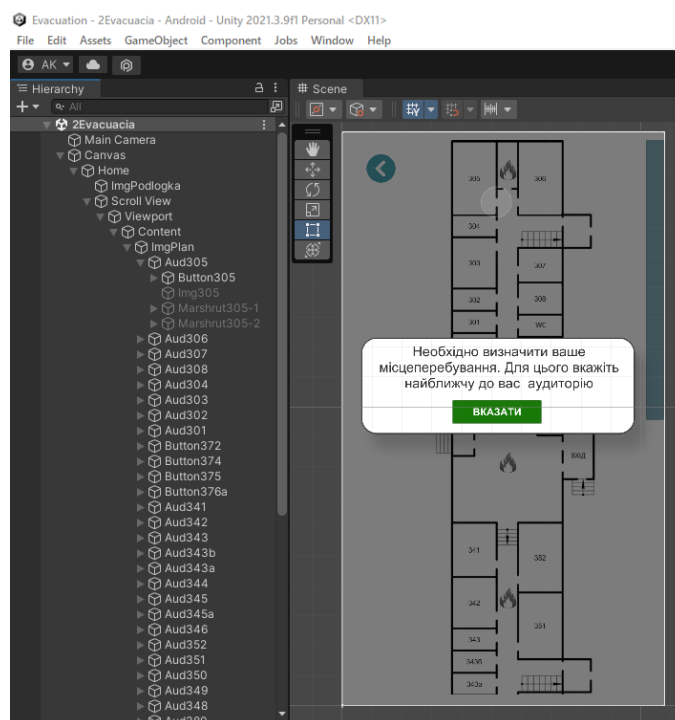 Evacuation - 2Evacuacia - Android - Unity 2021.3.9f1 Personal <DX11>
File Edit Assets GameObject Component Jobs Window Help
AK
Hierarchy
All
2Evacuacia
Main Camera
Canvas
Home
ImgPodlogka
Scroll View
Viewport
Content
ImgPlan
Aud305
Button305
Img305
Marshrut305-1
Marshrut305-2
Aud306
Aud307
Aud308
Aud304
Aud303
Aud302
Aud301
Button372
Button374
Button375
Button376a
Aud341
Aud342
Aud343
Aud343b
Aud343a
Aud344
Aud345
Aud345a
Aud346
Aud352
Aud351
Aud350
Aud349
Aud348
Scene
305
306
304
303
307
302
308
301
WC
Необхідно визначити ваше
місцеперебування. Для цього вкажіть
найближчу до вас аудиторію
ВКАЗАТИ
ВХІД
341
352
342
351
343
343б
343а